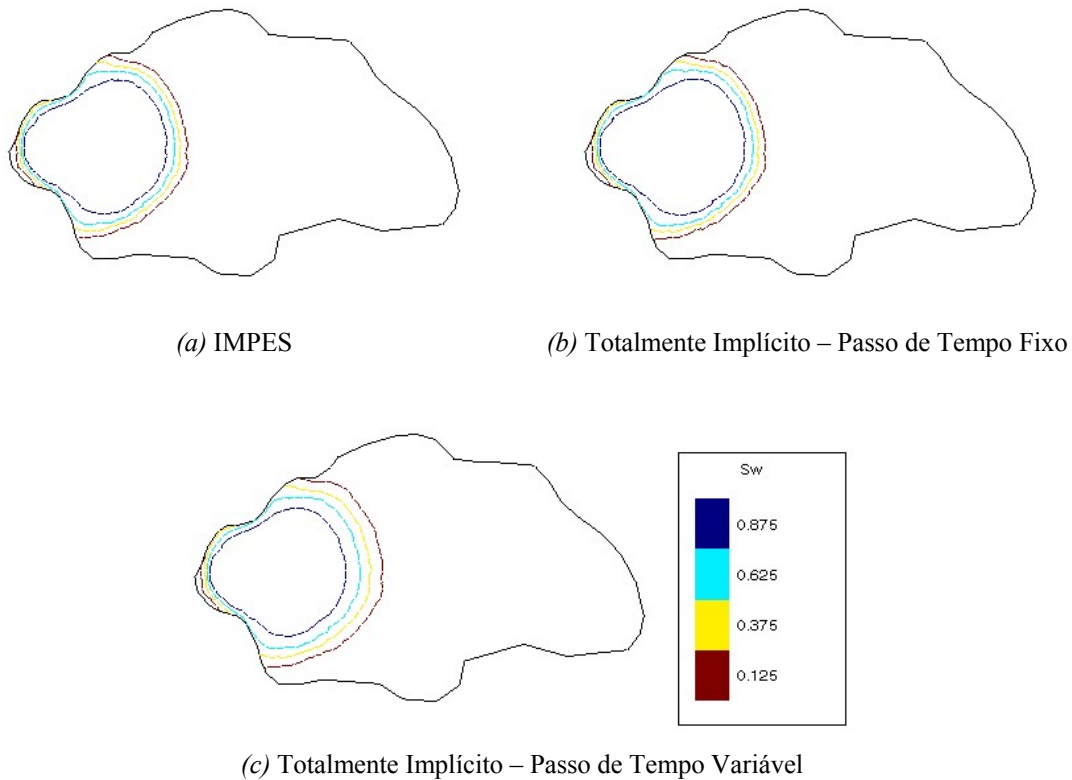 (a) IMPES
(b) Totalmente Implícito – Passo de Tempo Fixo
Sw
0.875
0.625
0.375
0.125
(c) Totalmente Implícito – Passo de Tempo Variável